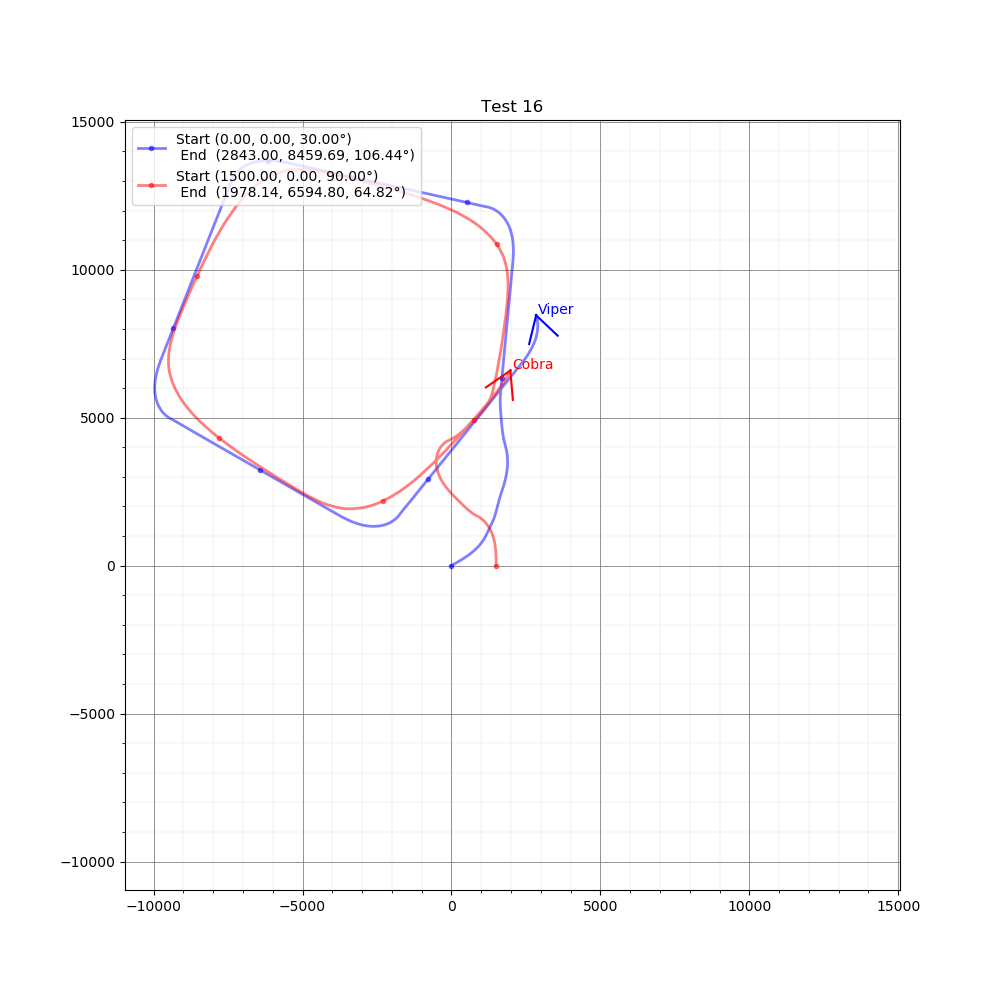 Test 16
15000
Start (0.00, 0.00, 30.00°)
End (2843.00, 8459.69, 106.44°)
Start (1500.00, 0.00, 90.00°)
End (1978.14, 6594.80, 64.82°)
10000
Viper
Cobra
5000
0
−5000
−10000
−10000 −5000 0 5000 10000 15000